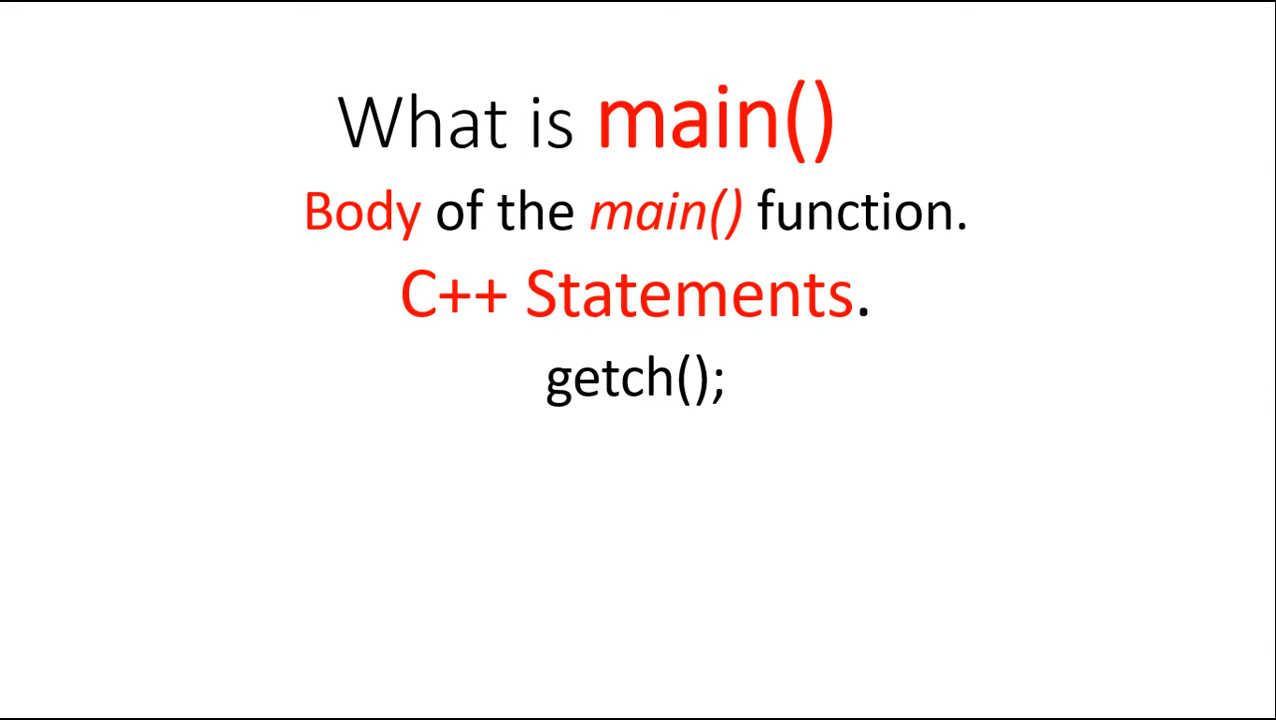 What is main()
Body of the main() function.
C++ Statements.
getch();